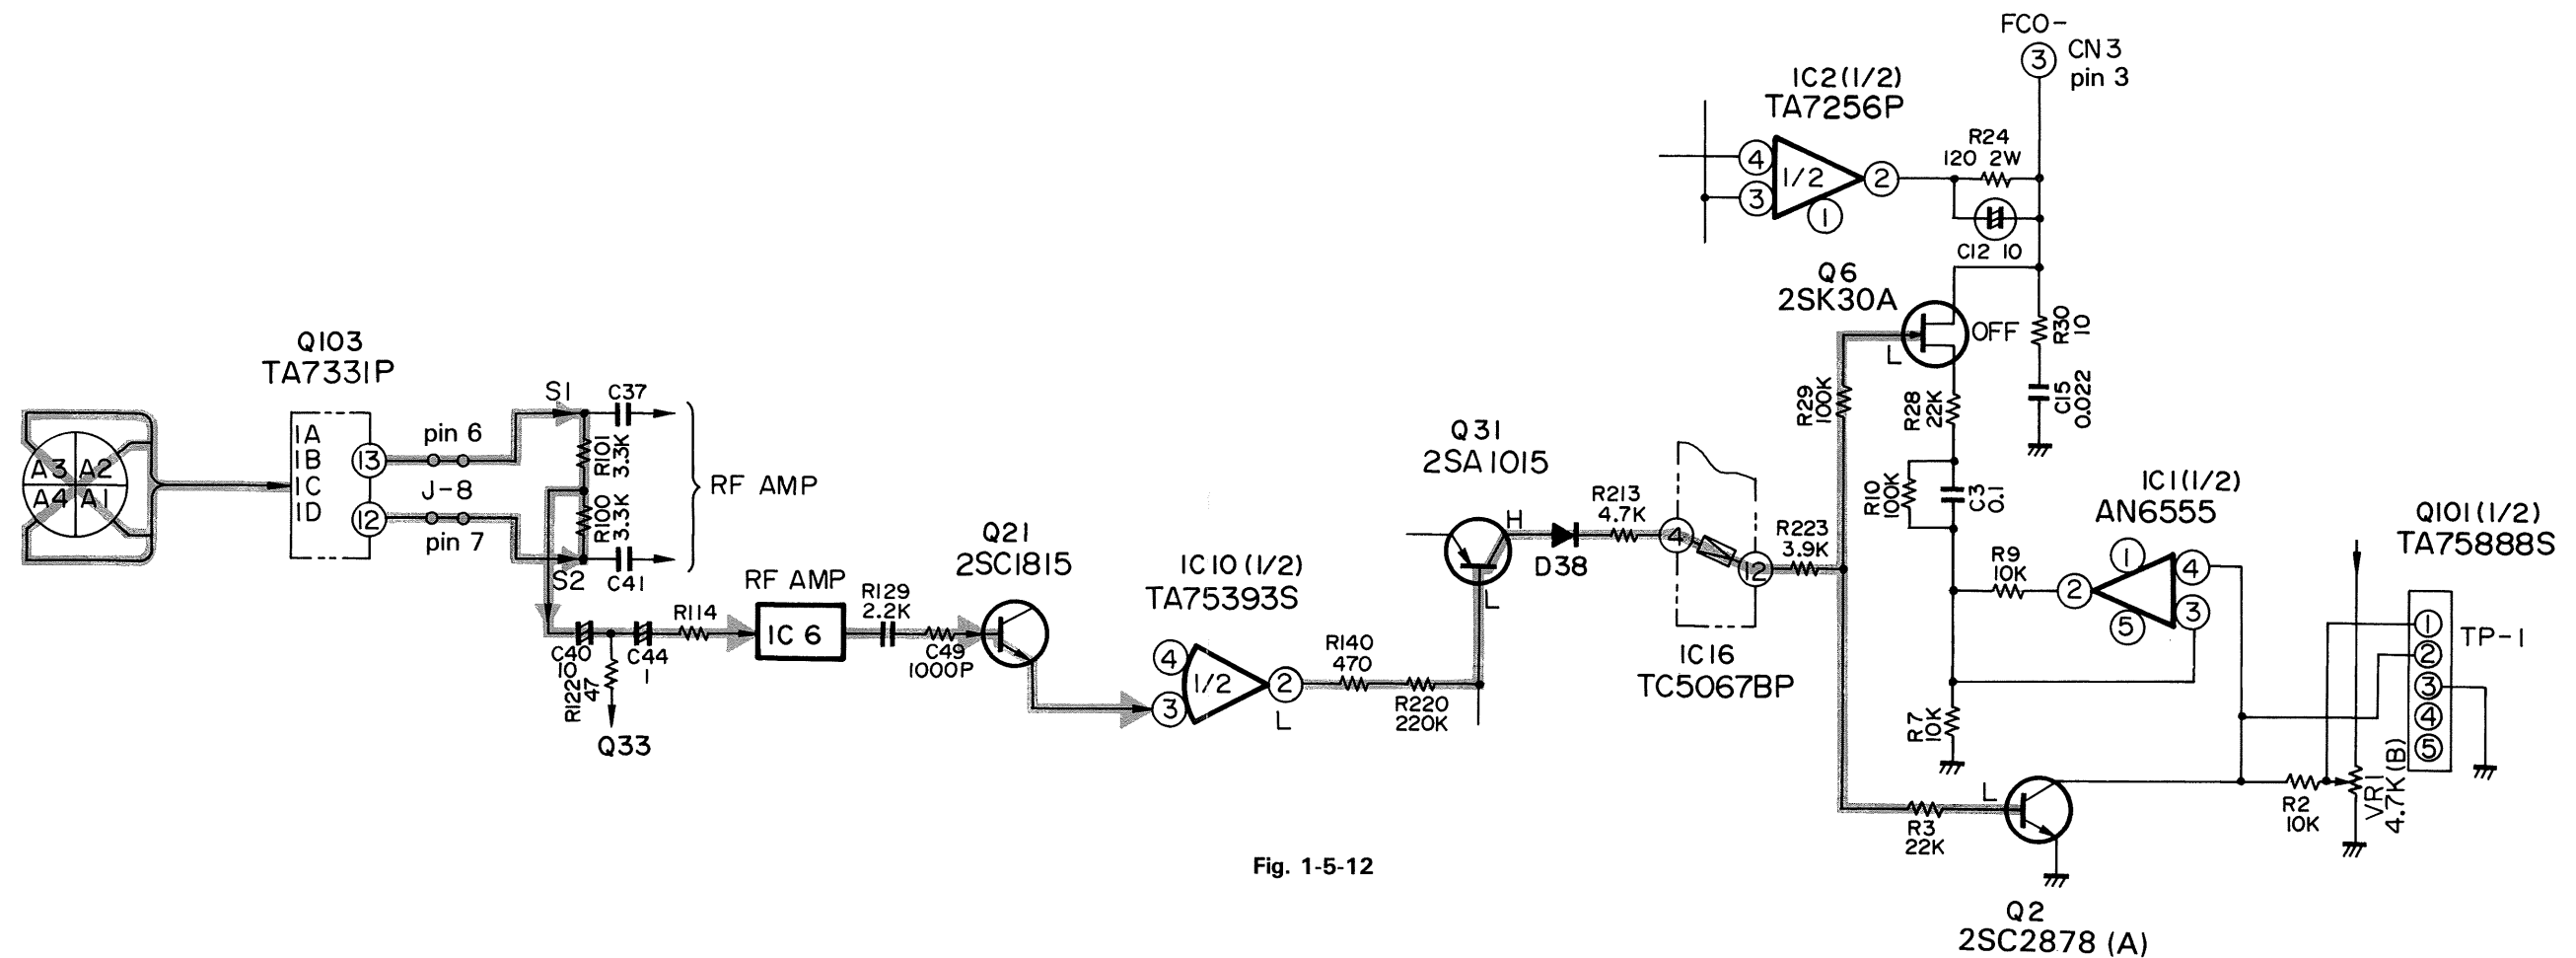 FCO-
3
CN3
pin 3
IC2(1/2)
TA7256P
R24
120 2W
4
1/2
2
3
1
C12 10
Q6
2SK30A
OFF
L
R30
10
C15
0.022
R29
100K
R28
22K
Q103
TA7331P
1A
1B
1C
1D
13
12
pin 6
J-8
pin 7
A3
A2
A4
A1
S1
C37
R101
3.3K
R100
3.3K
RF AMP
S2
C41
C40
10
C44
1
R1220
47
Q33
R114
RF AMP
IC 6
R129
2.2K
C49
1000P
Q21
2SC1815
IC10(1/2)
TA75393S
4
1/2
2
3
L
R140
470
R220
220K
Q31
2SA1015
H
L
D38
R213
4.7K
4
12
IC16
TC5067BP
R223
3.9K
R10
100K
C3
0.1
IC1(1/2)
AN6555
R9
10K
1
4
2
5
3
R7
10K
Q101(1/2)
TA75888S
1
2
3
4
5
TP-1
L
R3
22K
R2
10K
VR1
4.7K(B)
Q2
2SC2878(A)
Fig. 1-5-12